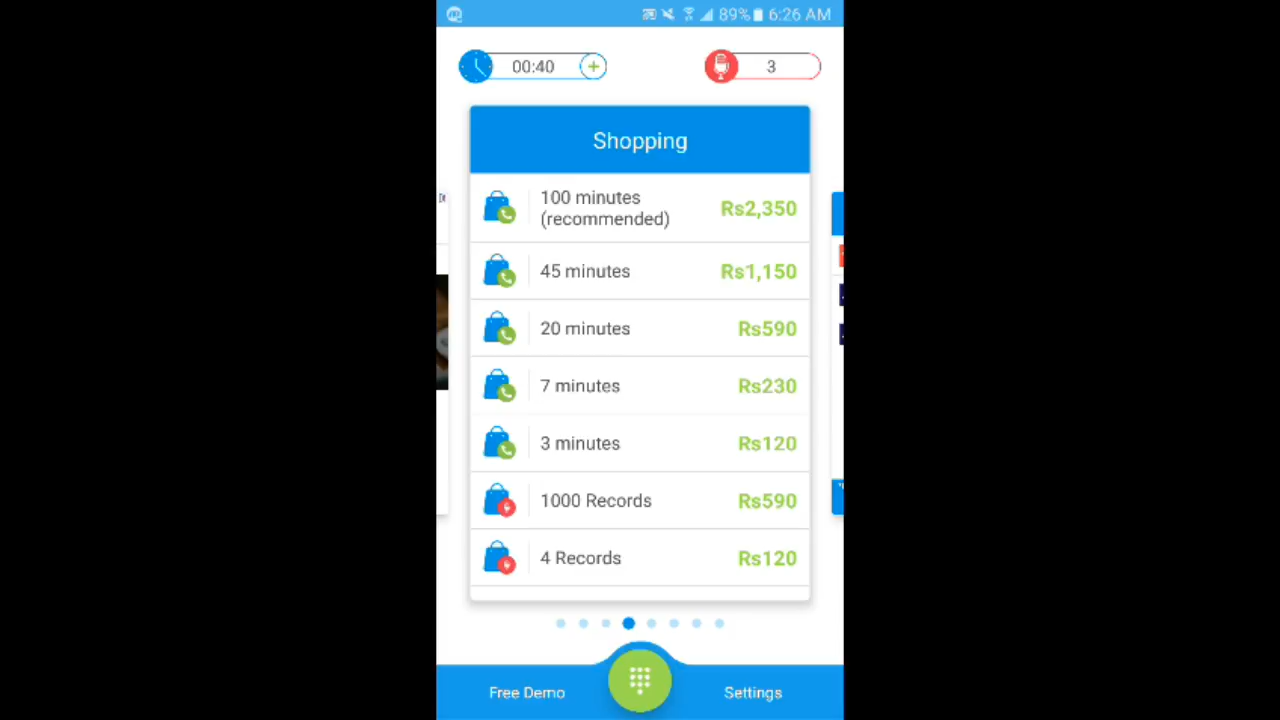 89% 6:26 AM
00:40
3
Shopping
100 minutes
(recommended)
Rs2,350
45 minutes
Rs1,150
20 minutes
Rs590
7 minutes
Rs230
3 minutes
Rs120
1000 Records
Rs590
4 Records
Rs120
Free Demo
Settings